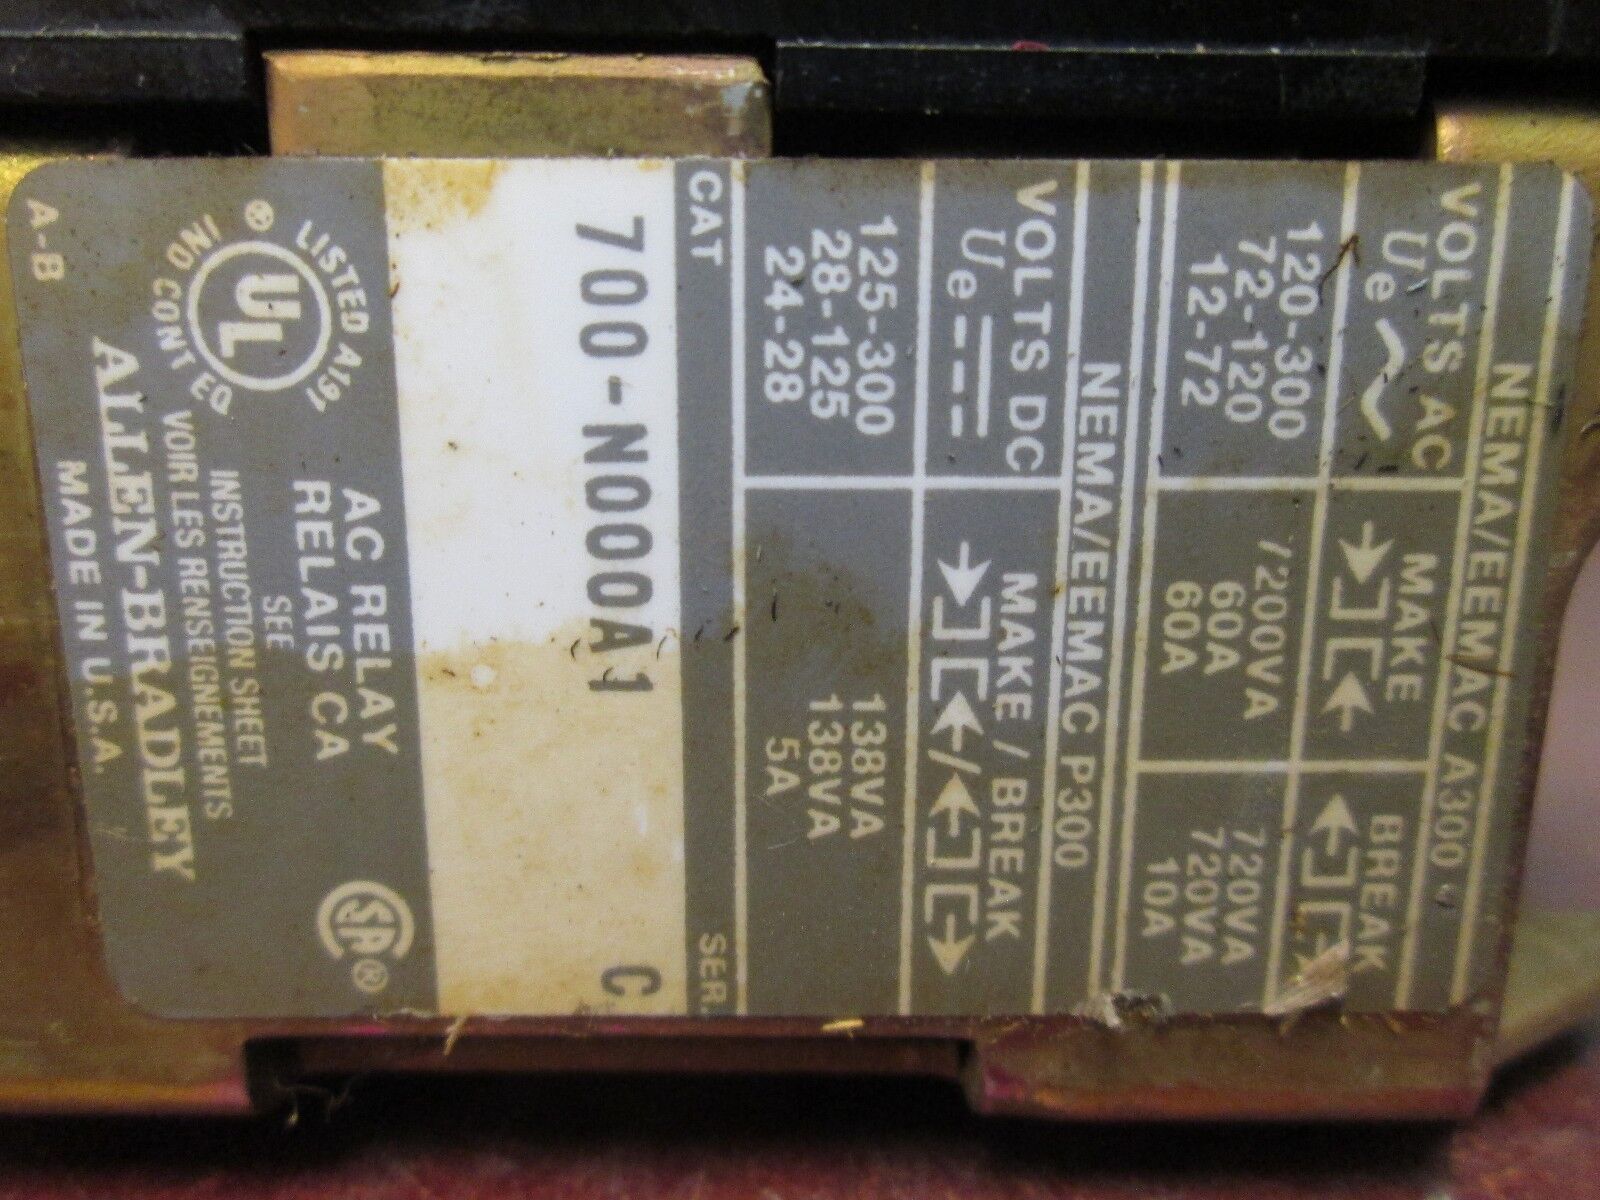 NEMA/EEMAC A300
VOLTS AC MAKE BREAK
Ue
120-300 7200VA 720VA
72-120 60A 720VA
12-72 60A 10A
NEMA/EEMAC P300
VOLTS DC MAKE / BREAK
Ue
125-300 138VA
28-125 138VA
24-28 5A
CAT SER.
700-N000A1 C
AC RELAY
RELAIS CA
SEE
INSTRUCTION SHEET
VOIR LES RENSEIGNEMENTS
LISTED A191
UL
®
IND CONT EQ
SA ®
ALLEN-BRADLEY
A-B MADE IN U.S.A.